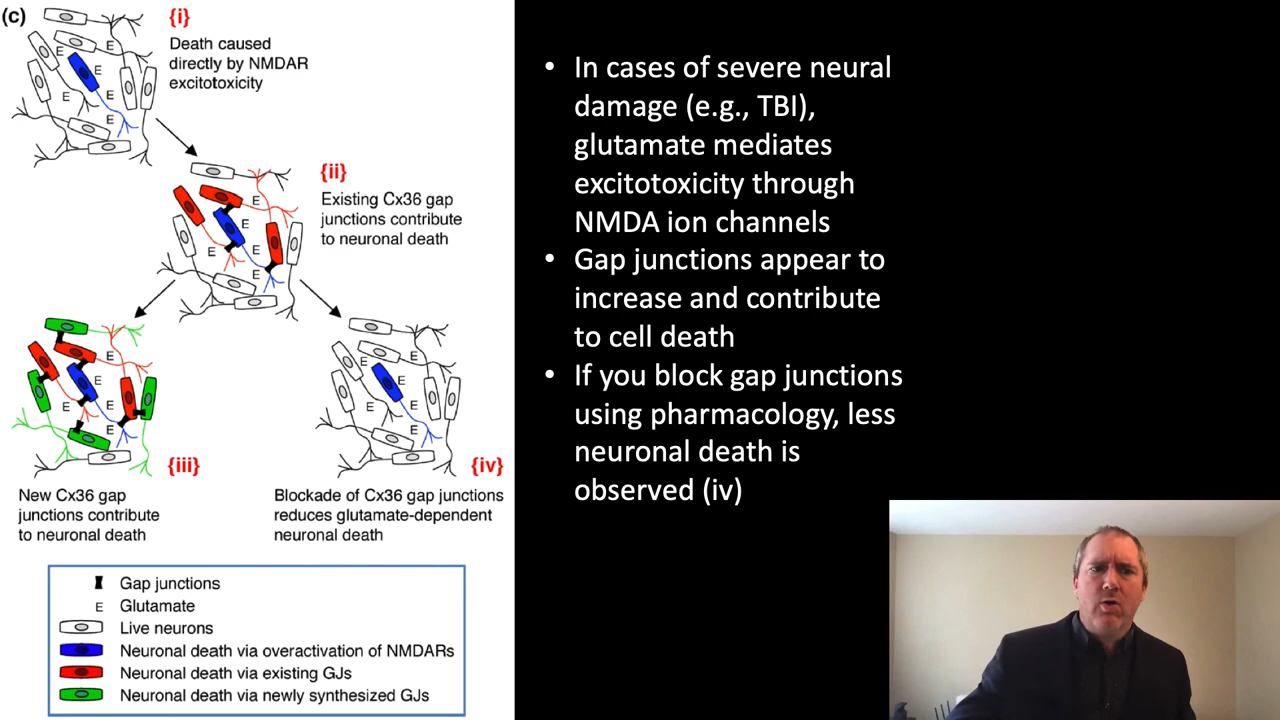 (c)
{i}
Death caused
directly by NMDAR
excitotoxicity
E
E
E
E
E
E
{ii}
Existing Cx36 gap
junctions contribute
to neuronal death
E
E
E
E
E
{iii}
E
E
E
E
E
New Cx36 gap
junctions contribute
to neuronal death
{iv}
E
E
E
E
E
E
Blockade of Cx36 gap junctions
reduces glutamate-dependent
neuronal death
Gap junctions
E Glutamate
Live neurons
Neuronal death via overactivation of NMDARs
Neuronal death via existing GJs
Neuronal death via newly synthesized GJs
• In cases of severe neural
damage (e.g., TBI),
glutamate mediates
excitotoxicity through
NMDA ion channels
• Gap junctions appear to
increase and contribute
to cell death
• If you block gap junctions
using pharmacology, less
neuronal death is
observed (iv)